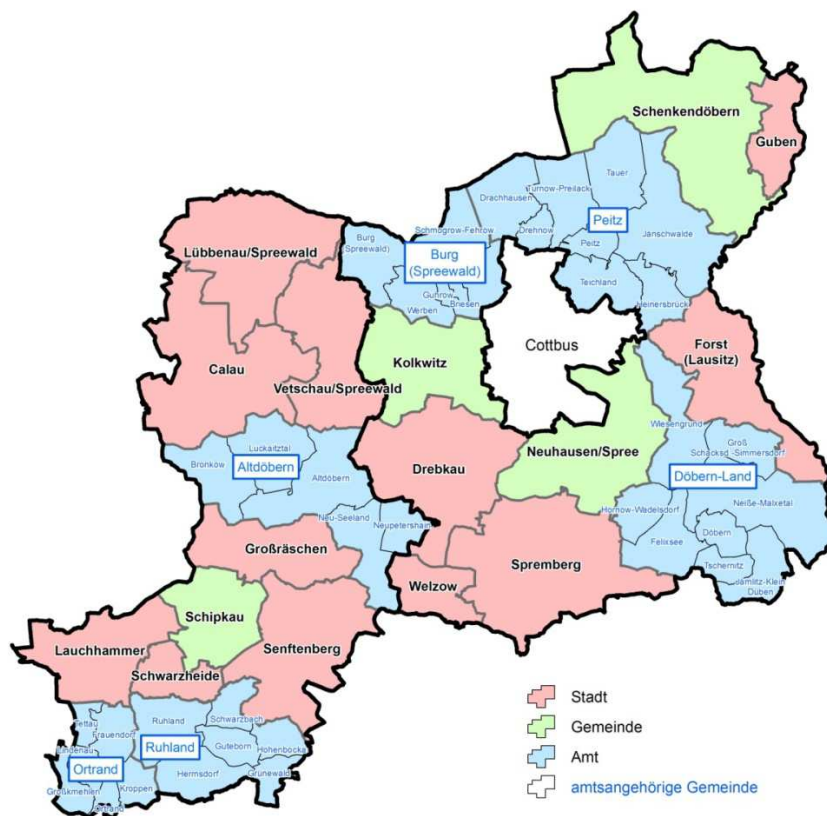 Schenkendöbern
Guben
Tauer
Turnow-Preilack
Drachhausen
Peitz
Schmogrow-Fehrow
Drehnow
Jänschwalde
Burg
(Spreewald)
Peitz
Lübbenau/Spreewald
Burg
(Spreewald)
Teichland
Heinersbrück
Guhrow
Briesen
Werben
Cottbus
Forst
(Lausitz)
Kolkwitz
Calau
Vetschau/Spreewald
Wiesengrund
Luckaitztal
Groß
Schacksd.-Simmersdorf
Bronkow
Altdöbern
Altdöbern
Drebkau
Neuhausen/Spree
Döbern-Land
Neiße-Malxetal
Hornow-Wadelsdorf
Neu-Seeland
Neupetershain
Döbern
Felixsee
Großräschen
Spremberg
Tschernitz
Welzow
Jämlitz-Klein
Düben
Schipkau
Lauchhammer
Senftenberg
Schwarzheide
Stadt
Ruhland
Schwarzbach
Tettau
Frauendorf
Gemeinde
Lindenau
Ruhland
Guteborn
Hohenbocka
Amt
Ortrand
Hermsdorf
Grünewald
Großkmehlen
Kroppen
amtsangehörige Gemeinde
Ortrand